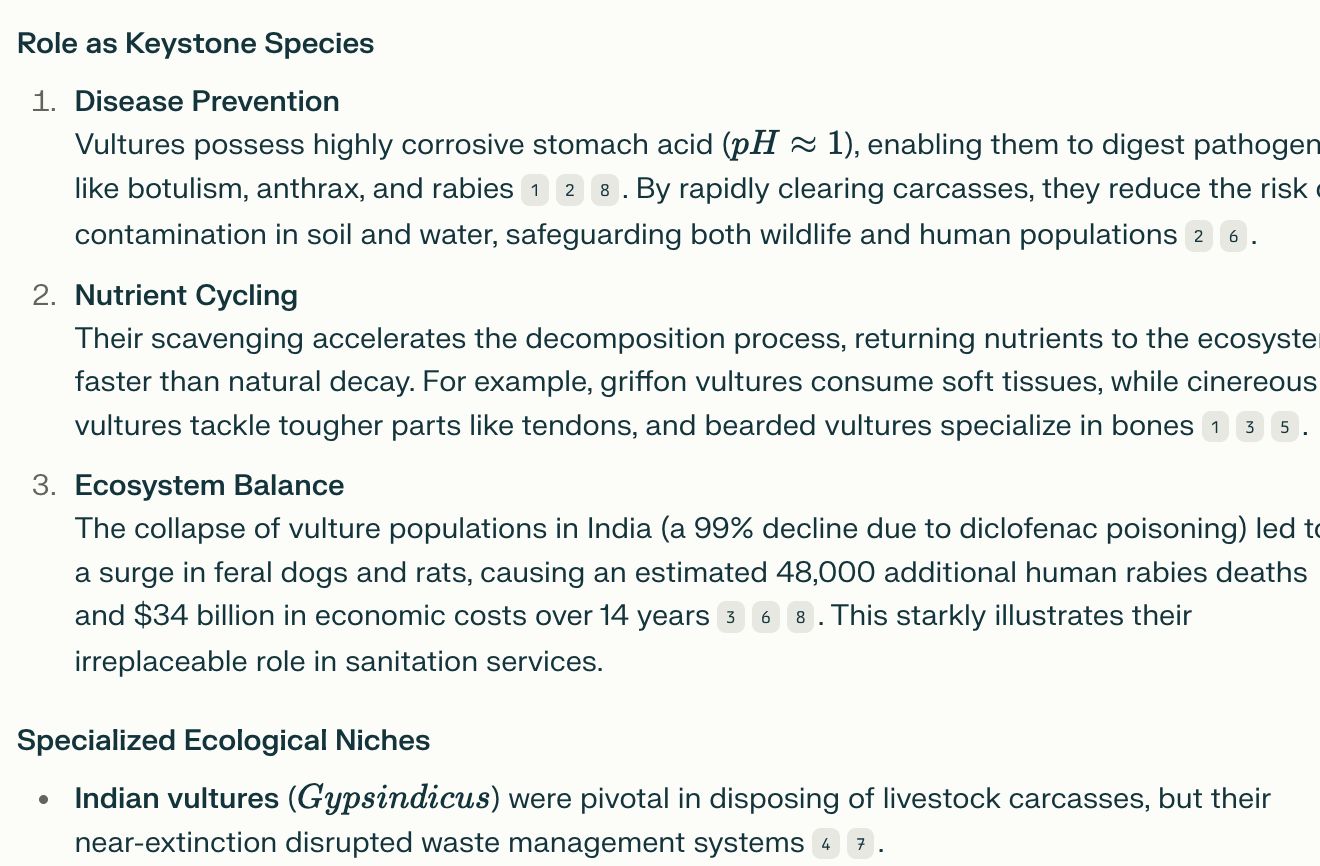 Role as Keystone Species
1. Disease Prevention
Vultures possess highly corrosive stomach acid (pH ≈ 1), enabling them to digest pathogen
like botulism, anthrax, and rabies 1 2 8 . By rapidly clearing carcasses, they reduce the risk
contamination in soil and water, safeguarding both wildlife and human populations 2 6 .
2. Nutrient Cycling
Their scavenging accelerates the decomposition process, returning nutrients to the ecosyste
faster than natural decay. For example, griffon vultures consume soft tissues, while cinereous
vultures tackle tougher parts like tendons, and bearded vultures specialize in bones 1 3 5 .
3. Ecosystem Balance
The collapse of vulture populations in India (a 99% decline due to diclofenac poisoning) led to
a surge in feral dogs and rats, causing an estimated 48,000 additional human rabies deaths
and $34 billion in economic costs over 14 years 3 6 8 . This starkly illustrates their
irreplaceable role in sanitation services.
Specialized Ecological Niches
• Indian vultures (Gypsindicus) were pivotal in disposing of livestock carcasses, but their
near-extinction disrupted waste management systems 4 7 .